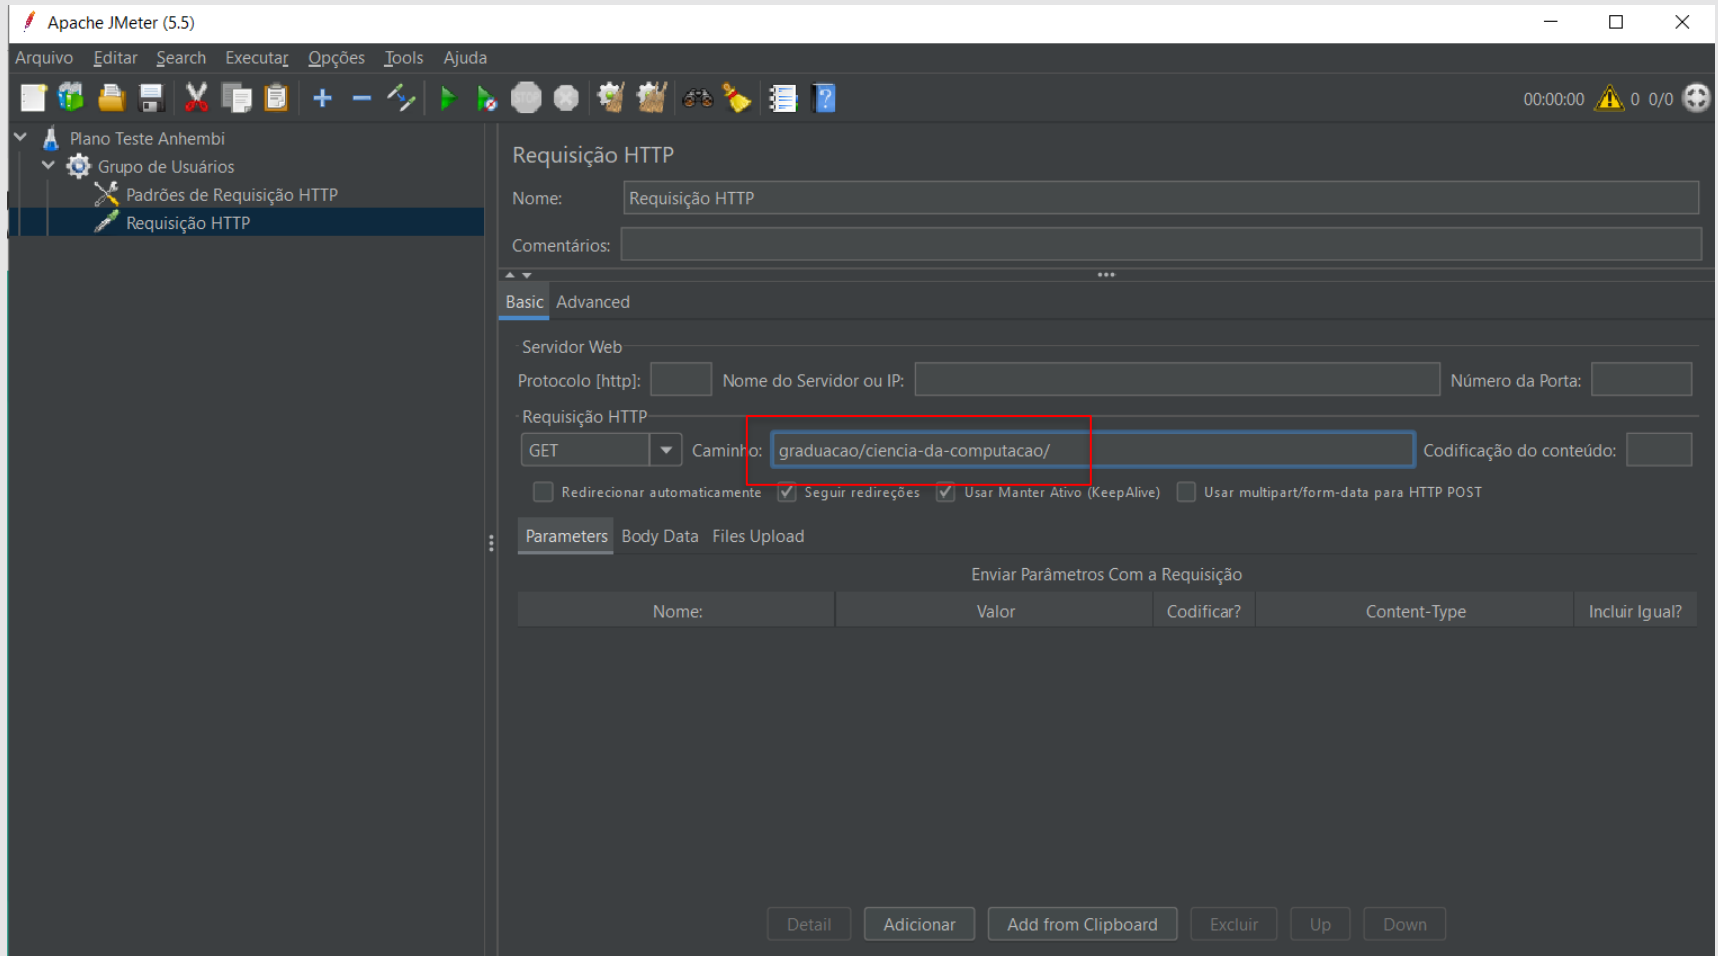 Apache JMeter (5.5)
Arquivo Editar Search Executar Opções Tools Ajuda
STOP ? 00:00:00 0 0/0
Plano Teste Anhembi
Grupo de Usuários
Padrões de Requisição HTTP
Requisição HTTP
Requisição HTTP
Nome: Requisição HTTP
Comentários:
Basic Advanced
Servidor Web
Protocolo [http]: Nome do Servidor ou IP: Número da Porta:
Requisição HTTP
GET Caminho: graduacao/ciencia-da-computacao/ Codificação do conteúdo:
Redirecionar automaticamente Seguir redireções Usar Manter Ativo (KeepAlive) Usar multipart/form-data para HTTP POST
Parameters Body Data Files Upload
Enviar Parâmetros Com a Requisição
Nome: Valor Codificar? Content-Type Incluir Igual?
Detail Adicionar Add from Clipboard Excluir Up Down